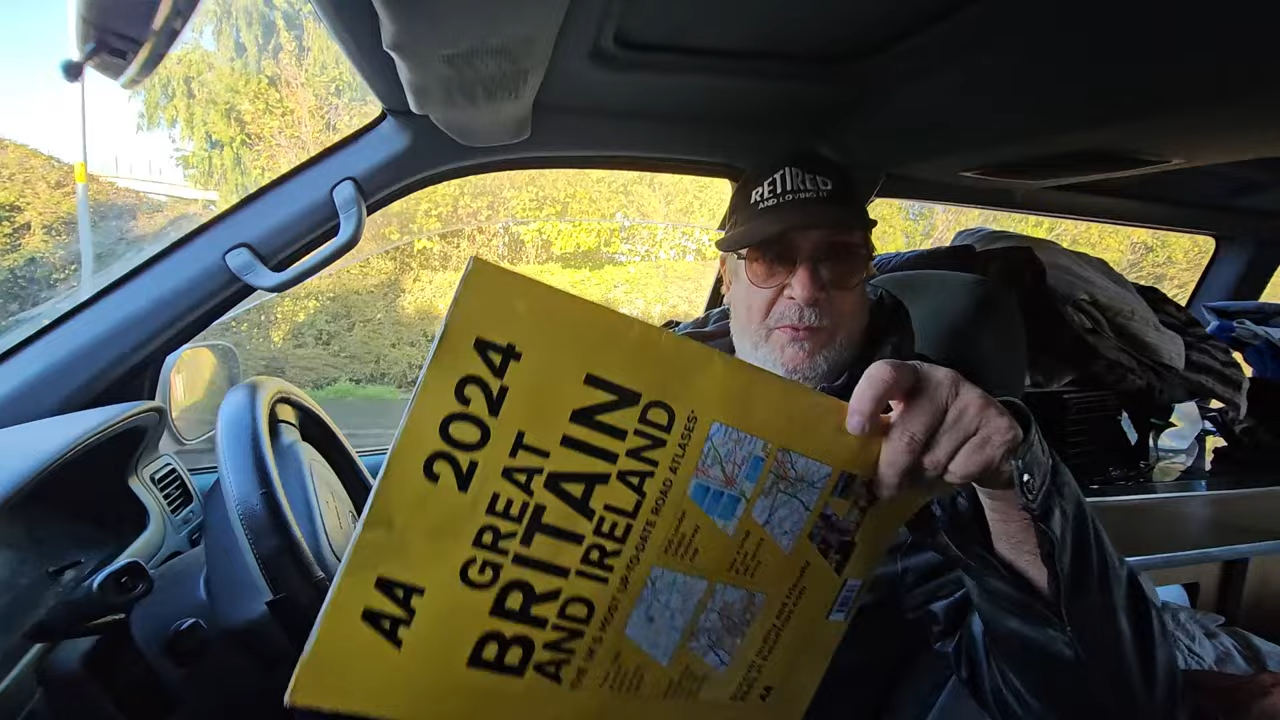 RETIRED
AND LOVING IT
2024
GREAT
BRITAIN
AND IRELAND
THE UK'S MOST UP-TO-DATE ROAD ATLASES*
AA
AA